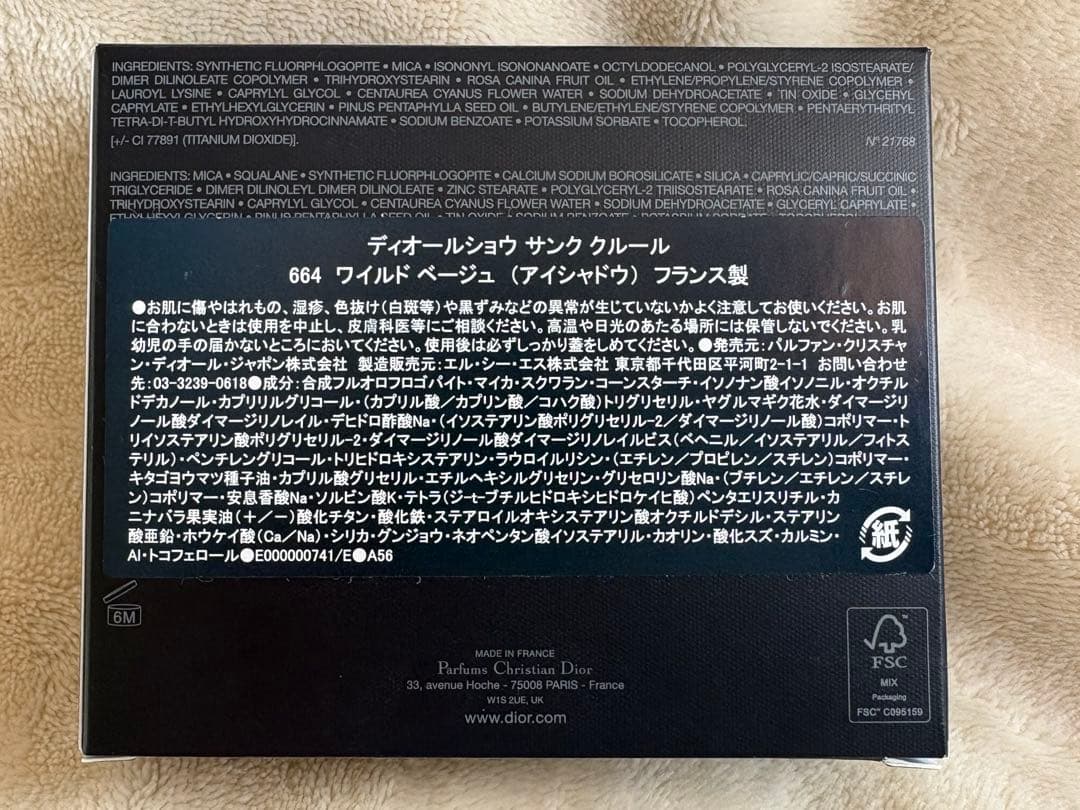 INGREDIENTS: SYNTHETIC FLUORPHLOGOPITE • MICA • ISONONYL ISONONANOATE • OCTYLDODECANOL • POLYGLYCERYL-2 ISOSTEARATE/
DIMER DILINOLEATE COPOLYMER • TRIHYDROXYSTEARIN • ROSA CANINA FRUIT OIL • ETHYLENE/PROPYLENE/STYRENE COPOLYMER •
LAUROYL LYSINE • CAPRYLYL GLYCOL • CENTAUREA CYANUS FLOWER WATER • SODIUM DEHYDROACETATE • TIN OXIDE • GLYCERYL
CAPRYLATE • ETHYLHEXYLGLYCERIN • PINUS PENTAPHYLLA SEED OIL • BUTYLENE/ETHYLENE/STYRENE COPOLYMER • PENTAERYTHRITYL
TETRA-DI-T-BUTYL HYDROXYHYDROCINNAMATE • SODIUM BENZOATE • POTASSIUM SORBATE • TOCOPHEROL.
[+/- CI 77891 (TITANIUM DIOXIDE)]. N° 21768
INGREDIENTS: MICA • SQUALANE • SYNTHETIC FLUORPHLOGOPITE • CALCIUM SODIUM BOROSILICATE • SILICA • CAPRYLIC/CAPRIC/SUCCINIC
TRIGLYCERIDE • DIMER DILINOLEYL DIMER DILINOLEATE • ZINC STEARATE • POLYGLYCERYL-2 TRIISOSTEARATE • ROSA CANINA FRUIT OIL •
TRIHYDROXYSTEARIN • CAPRYLYL GLYCOL • CENTAUREA CYANUS FLOWER WATER • SODIUM DEHYDROACETATE • GLYCERYL CAPRYLATE •
ETHYLHEXYLGLYCERIN • PINUS PENTAPHYLLA SEED OIL • TIN OXIDE • SODIUM BENZOATE • POTASSIUM SORBATE • TOCOPHEROL
ディオールショウ サンク クルール
664 ワイルド ベージュ (アイシャドウ) フランス製
●お肌に傷やはれもの、湿疹、色抜け(白斑等)や黒ずみなどの異常が生じていないかよく注意してお使いください。お肌
に合わないときは使用を中止し、皮膚科医等にご相談ください。高温や日光のあたる場所には保管しないでください。乳
幼児の手の届かないところにおいてください。使用後は必ずしっかり蓋をしめてください。●発売元:パルファン・クリスチャ
ン・ディオール・ジャポン株式会社 製造販売元:エル・シー・エス株式会社 東京都千代田区平河町2-1-1 お問い合わせ
先:03-3239-0618●成分:合成フルオロフロゴパイト・マイカ・スクワラン・コーンスターチ・イソノナン酸イソノニル・オクチル
ドデカノール・カプリリルグリコール・(カプリル酸/カプリン酸/コハク酸)トリグリセリル・ヤグルマギク花水・ダイマージリ
ノール酸ダイマージリノレイル・デヒドロ酢酸Na・(イソステアリン酸ポリグリセリル-2/ダイマージリノール酸)コポリマー・ト
リイソステアリン酸ポリグリセリル-2・ダイマージリノール酸ダイマージリノレイルビス(ベヘニル/イソステアリル/フィトス
テリル)・ペンチレングリコール・トリヒドロキシステアリン・ラウロイルリシン・(エチレン/プロピレン/スチレン)コポリマー・
キタゴヨウマツ種子油・カプリル酸グリセリル・エチルヘキシルグリセリン・グリセロリン酸Na・(ブチレン/エチレン/スチレ
ン)コポリマー・安息香酸Na・ソルビン酸K・テトラ(ジ-t-ブチルヒドロキシヒドロケイヒ酸)ペンタエリスリチル・カ
ニナバラ果実油(+/-)酸化チタン・酸化鉄・ステアロイルオキシステアリン酸オクチルドデシル・ステアリン
酸亜鉛・ホウケイ酸(Ca/Na)・シリカ・グンジョウ・ネオペンタン酸イソステアリル・カオリン・酸化スズ・カルミン・
Al・トコフェロール●E000000741/E●A56
紙
6M
MADE IN FRANCE
Parfums Christian Dior
33, avenue Hoche - 75008 PARIS - France
W1S 2UE, UK
www.dior.com
FSC
MIX
Packaging
FSC™ C095159